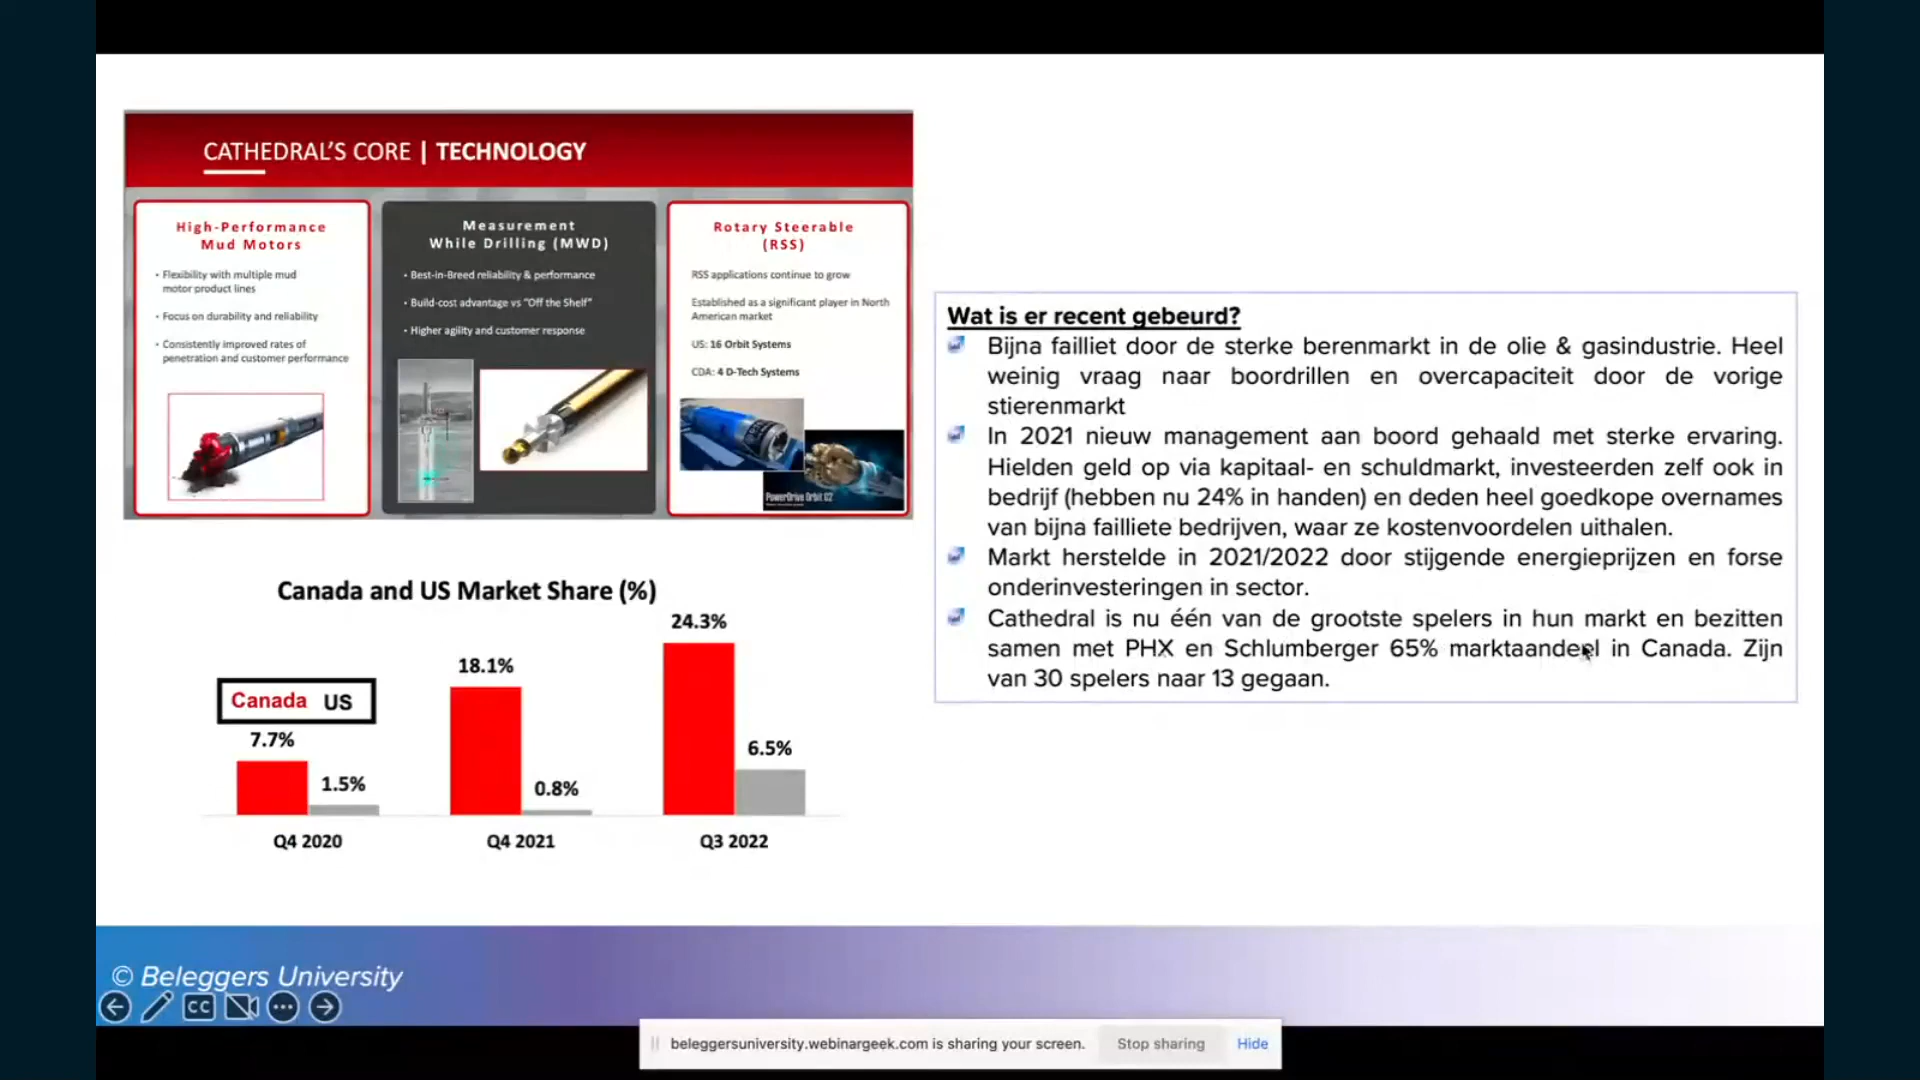 CATHEDRAL'S CORE | TECHNOLOGY
High-Performance
Mud Motors
• Flexibility with multiple mud
motor product lines
• Focus on durability and reliability
• Consistently improved rates of
penetration and customer performance
Measurement
While Drilling (MWD)
• Best-in-Breed reliability & performance
• Build-cost advantage vs "Off the Shelf"
• Higher agility and customer response
Rotary Steerable
(RSS)
RSS applications continue to grow
Established as a significant player in North
American market
US: 16 Orbit Systems
CDA: 4 D-Tech Systems
PowerDrive Orbit G2
Canada and US Market Share (%)
Canada US
7.7%
1.5%
18.1%
0.8%
24.3%
6.5%
Q4 2020
Q4 2021
Q3 2022
Wat is er recent gebeurd?
Bijna failliet door de sterke berenmarkt in de olie & gasindustrie. Heel
weinig vraag naar boordrillen en overcapaciteit door de vorige
stierenmarkt
In 2021 nieuw management aan boord gehaald met sterke ervaring.
Hielden geld op via kapitaal- en schuldmarkt, investeerden zelf ook in
bedrijf (hebben nu 24% in handen) en deden heel goedkope overnames
van bijna failliete bedrijven, waar ze kostenvoordelen uithalen.
Markt herstelde in 2021/2022 door stijgende energieprijzen en forse
onderinvesteringen in sector.
Cathedral is nu één van de grootste spelers in hun markt en bezitten
samen met PHX en Schlumberger 65% marktaandeel in Canada. Zijn
van 30 spelers naar 13 gegaan.
© Beleggers University
CC
beleggersuniversity.webinargeek.com is sharing your screen.
Stop sharing
Hide